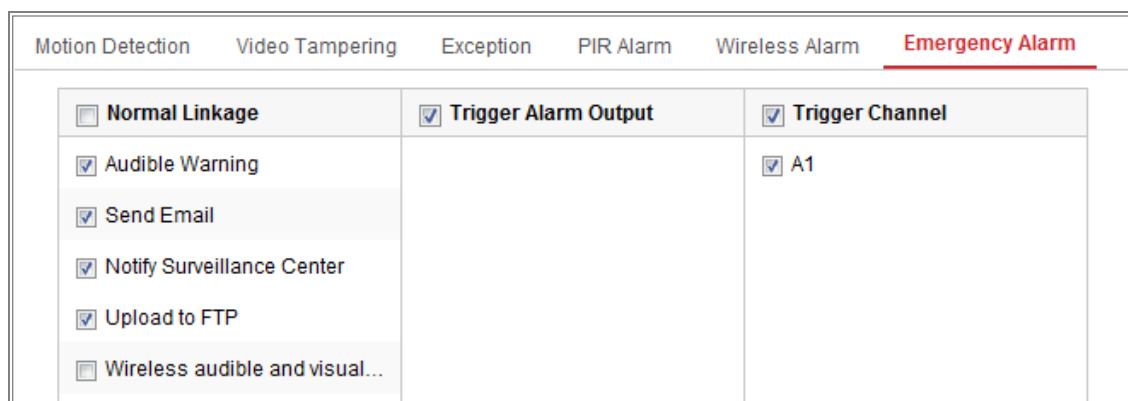 Motion Detection Video Tampering Exception PIR Alarm Wireless Alarm Emergency Alarm
Normal Linkage Trigger Alarm Output Trigger Channel
Audible Warning A1
Send Email
Notify Surveillance Center
Upload to FTP
Wireless audible and visual...